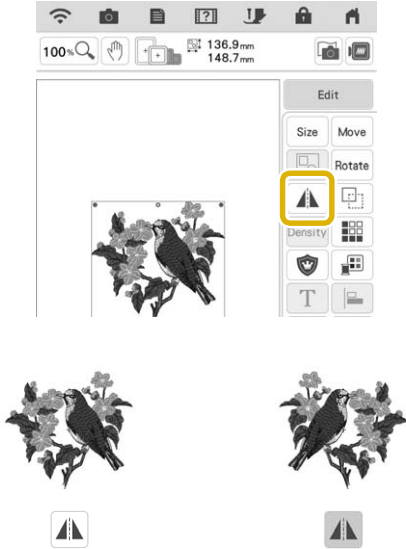 100%
136.9mm
148.7mm
Edit
Size Move
Rotate
Density
T